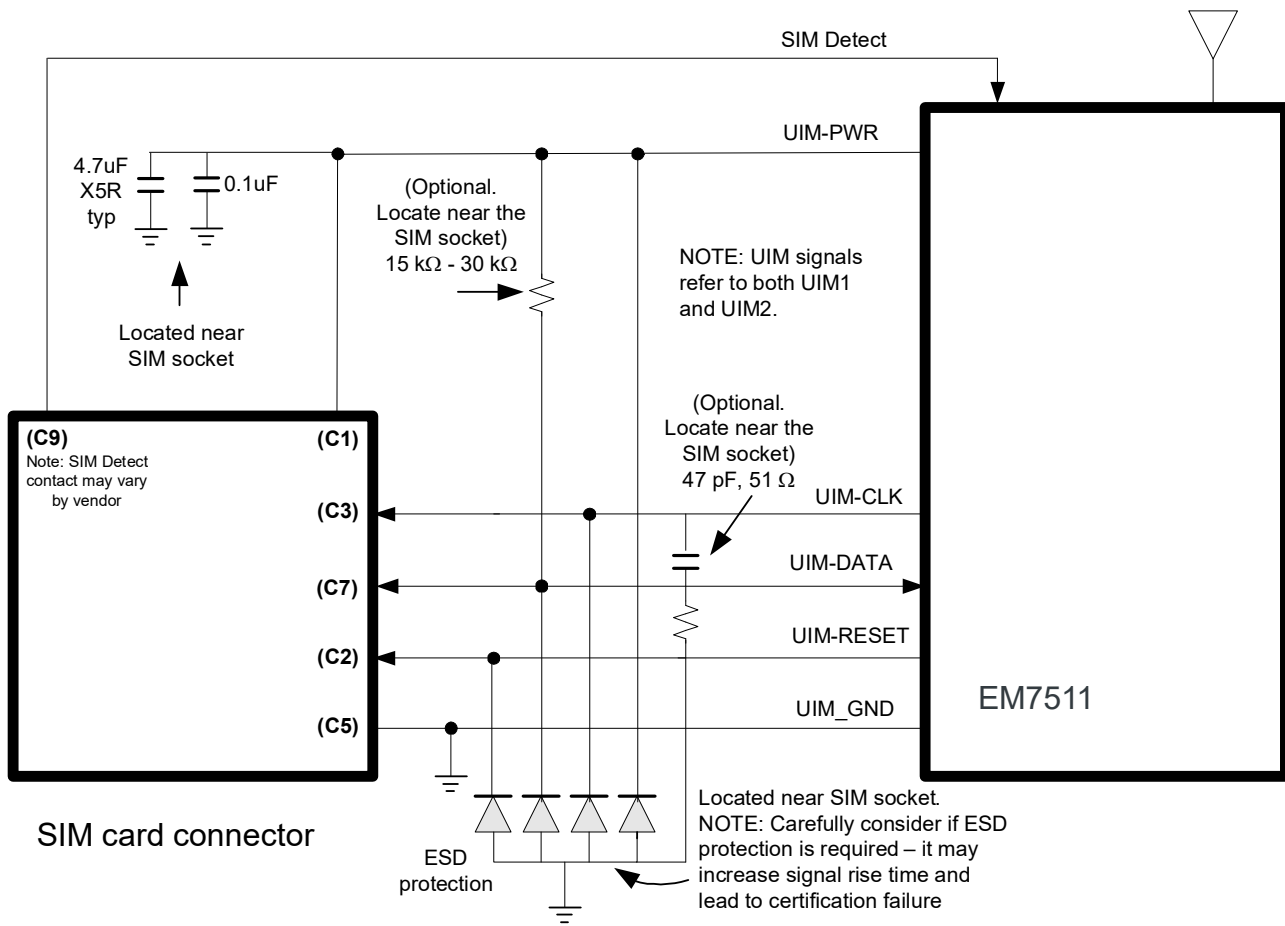 SIM Detect
UIM-PWR
4.7uF
X5R
typ
0.1uF
(Optional.
Locate near the
SIM socket)
15 kΩ - 30 kΩ
NOTE: UIM signals
refer to both UIM1
and UIM2.
Located near
SIM socket
(Optional.
Locate near the
SIM socket)
47 pF, 51 Ω
(C9)
Note: SIM Detect
contact may vary
by vendor
(C1)
(C3)
UIM-CLK
(C7)
UIM-DATA
(C2)
UIM-RESET
(C5)
UIM_GND
EM7511
SIM card connector
ESD
protection
Located near SIM socket.
NOTE: Carefully consider if ESD
protection is required – it may
increase signal rise time and
lead to certification failure